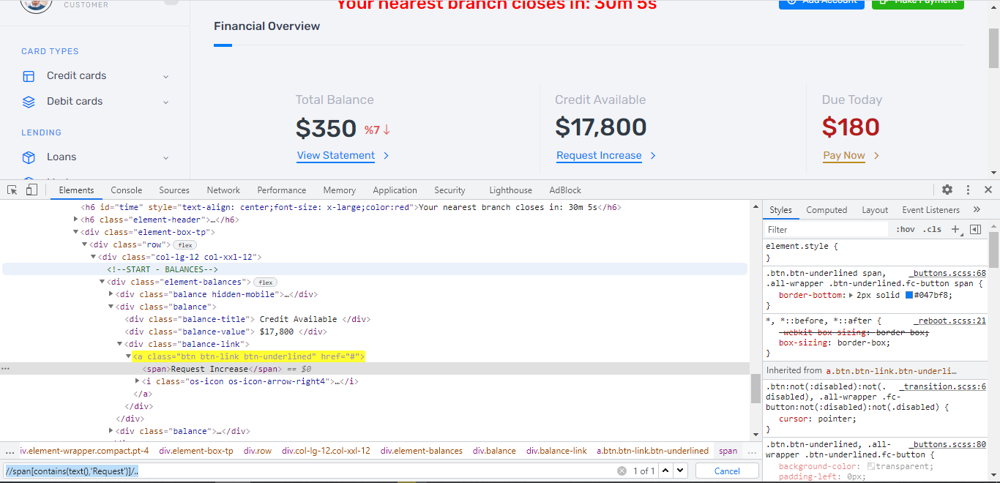 CUSTOMER
Your nearest branch closes in: 30m 5s
Add Account
Make Payment
Financial Overview
CARD TYPES
Credit cards
Debit cards
LENDING
Loans
Total Balance
$350 %7
View Statement
Credit Available
$17,800
Request Increase
Due Today
$180
Pay Now
Elements Console Sources Network Performance Memory Application Security Lighthouse AdBlock
<h6 id="time" style="text-align: center;font-size: x-large;color:red">Your nearest branch closes in: 30m 5s</h6>
<h6 class="element-header">…</h6>
<div class="element-box-tp">
<div class="row"> flex
<div class="col-lg-12 col-xxl-12">
<!--START - BALANCES-->
<div class="element-balances"> flex
<div class="balance hidden-mobile">…</div>
<div class="balance">
<div class="balance-title"> Credit Available </div>
<div class="balance-value"> $17,800 </div>
<div class="balance-link">
<a class="btn btn-link btn-underlined" href="#">
<span>Request Increase</span> == $0
<i class="os-icon os-icon-arrow-right4">…</i>
</a>
</div>
</div>
<div class="balance">…</div>
... iv.element-wrapper.compact.pt-4 div.element-box-tp div.row div.col-lg-12.col-xxl-12 div.element-balances div.balance div.balance-link a.btn.btn-link.btn-underlined span ...
//span[contains(text(),'Request')]/..
1 of 1
Cancel
Styles Computed Layout Event Listeners »
Filter :hov .cls +
element.style {
}
.btn.btn-underlined span, _buttons.scss:68
.all-wrapper .btn-underlined.fc-button span {
border-bottom: 2px solid #047bf8;
}
*, *::before, *::after { _reboot.scss:21
-webkit-box-sizing: border-box;
box-sizing: border-box;
}
Inherited from a.btn.btn-link.btn-underli…
.btn:not(:disabled):not(. _transition.scss:6
disabled), .all-wrapper .fc-
button:not(:disabled):not(.disabled) {
cursor: pointer;
}
.btn.btn-underlined, .all- _buttons.scss:80
wrapper .btn-underlined.fc-button {
background-color: transparent;
padding-left: 0px;